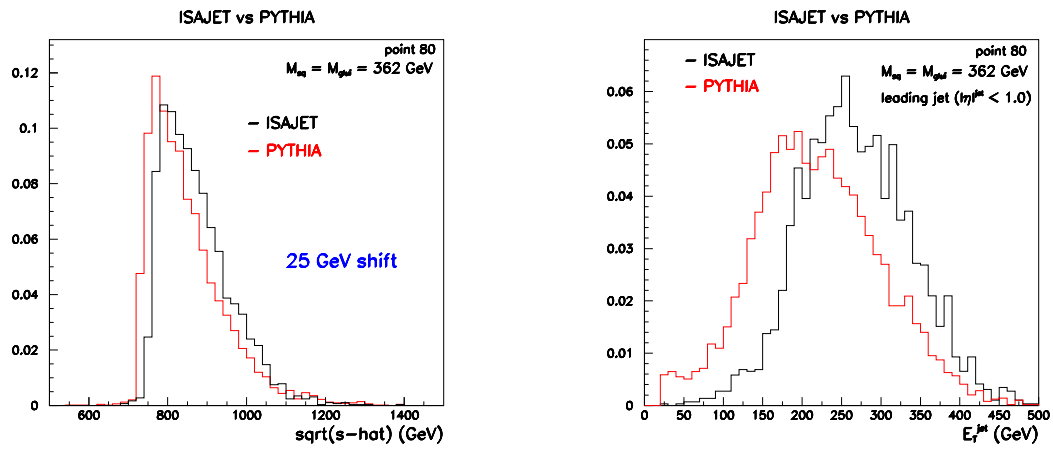 ISAJET vs PYTHIA
point 80
M_sq = M_glui = 362 GeV
ISAJET
PYTHIA
25 GeV shift
0.12
0.1
0.08
0.06
0.04
0.02
0
600 800 1000 1200 1400
sqrt(s-hat) (GeV)
ISAJET vs PYTHIA
point 80
ISAJET
M_sq = M_glui = 362 GeV
PYTHIA
leading jet (|η|^jet < 1.0)
0.06
0.05
0.04
0.03
0.02
0.01
0
0 50 100 150 200 250 300 350 400 450 500
E_T^jet (GeV)